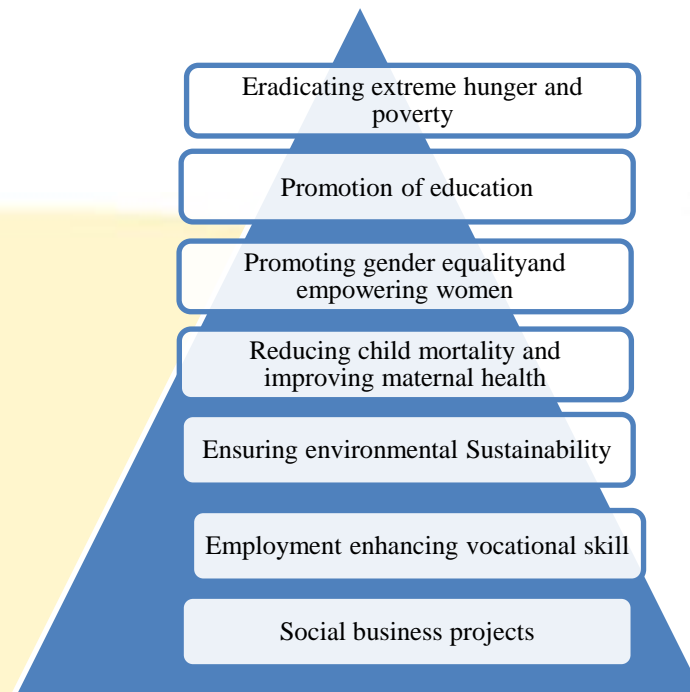 Eradicating extreme hunger and
poverty
Promotion of education
Promoting gender equalityand
empowering women
Reducing child mortality and
improving maternal health
Ensuring environmental Sustainability
Employment enhancing vocational skill
Social business projects